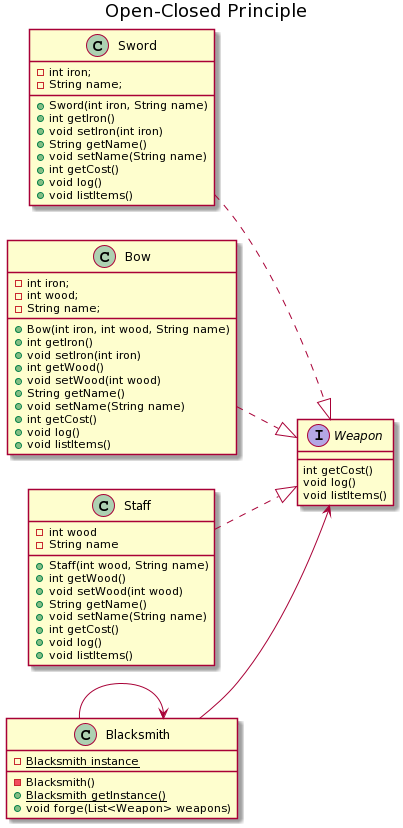 Open-Closed Principle
C Sword
int iron;
String name;
Sword(int iron, String name)
int getIron()
void setIron(int iron)
String getName()
void setName(String name)
int getCost()
void log()
void listItems()
C Bow
int iron;
int wood;
String name;
Bow(int iron, int wood, String name)
int getIron()
void setIron(int iron)
int getWood()
void setWood(int wood)
String getName()
void setName(String name)
int getCost()
void log()
void listItems()
I Weapon
int getCost()
void log()
void listItems()
C Staff
int wood
String name
Staff(int wood, String name)
int getWood()
void setWood(int wood)
String getName()
void setName(String name)
int getCost()
void log()
void listItems()
C Blacksmith
Blacksmith instance
Blacksmith()
Blacksmith getInstance()
void forge(List<Weapon> weapons)